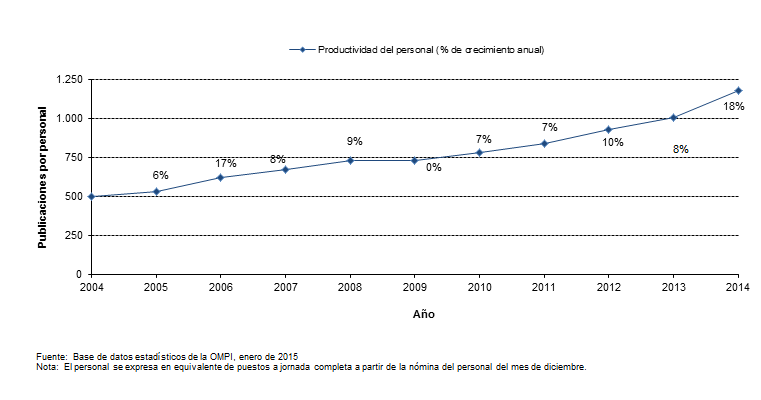 Productividad del personal (% de crecimiento anual)
Publicaciones por personal
1.250
1.000
750
500
250
0
6%
17%
8%
9%
0%
7%
7%
10%
8%
18%
2004 2005 2006 2007 2008 2009 2010 2011 2012 2013 2014
Año
Fuente: Base de datos estadísticos de la OMPI, enero de 2015
Nota: El personal se expresa en equivalente de puestos a jornada completa a partir de la nómina del personal del mes de diciembre.